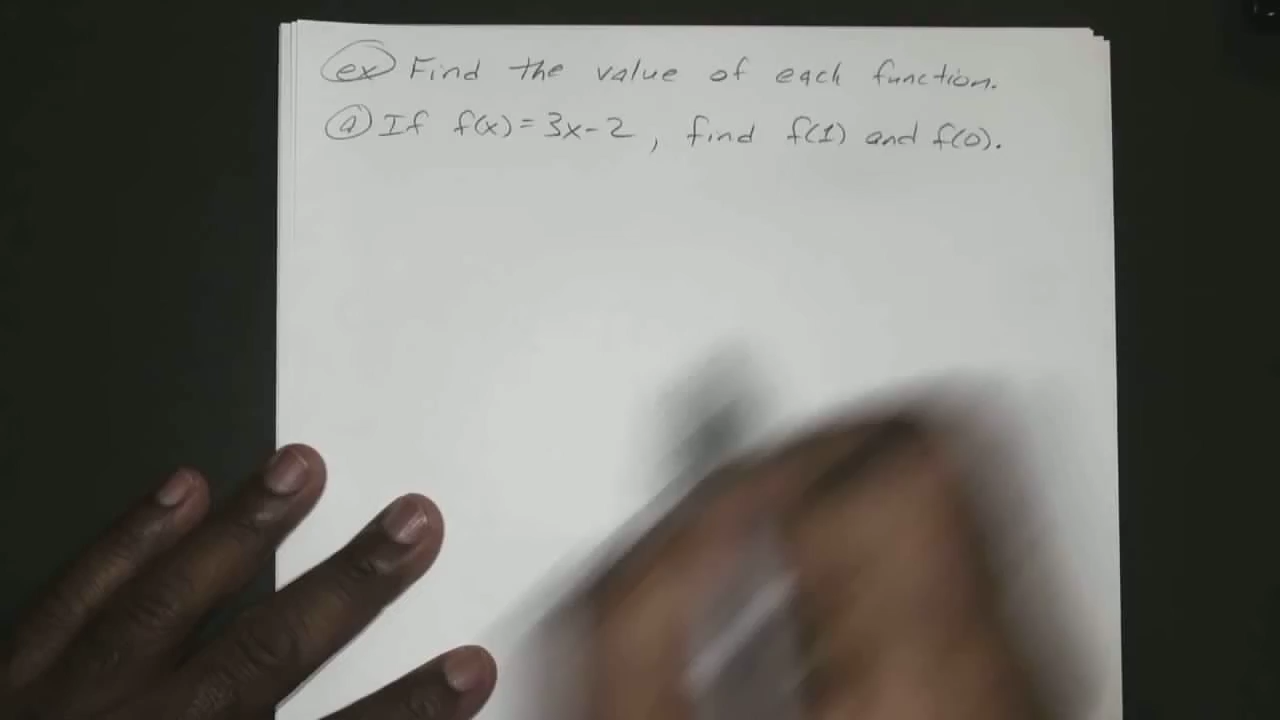 ex Find the value of each function.
a If f(x)=3x-2, find f(1) and f(0).